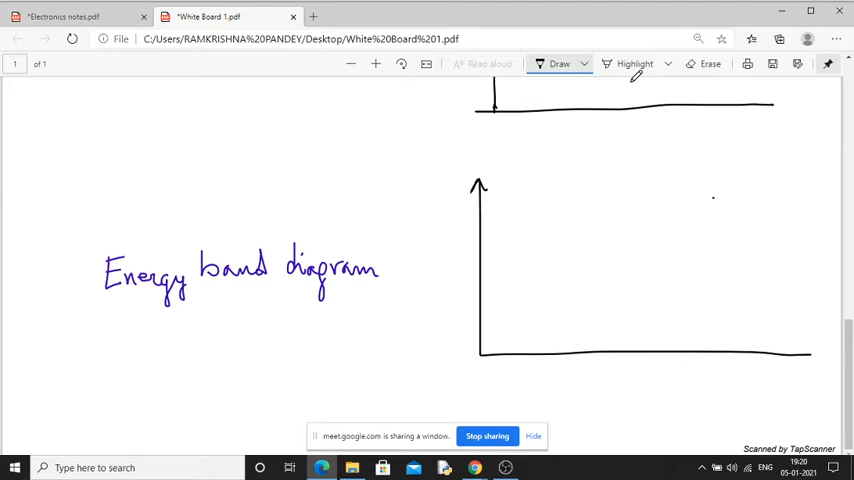 *Electronics notes.pdf
*White Board 1.pdf
File C:/Users/RAMKRISHNA%20PANDEY/Desktop/White%20Board%201.pdf
1 of 1
Read aloud
Draw
Highlight
Erase
Energy band diagram
meet.google.com is sharing a window.
Stop sharing
Hide
Scanned by TapScanner
Type here to search
ENG
19:20
05-01-2021